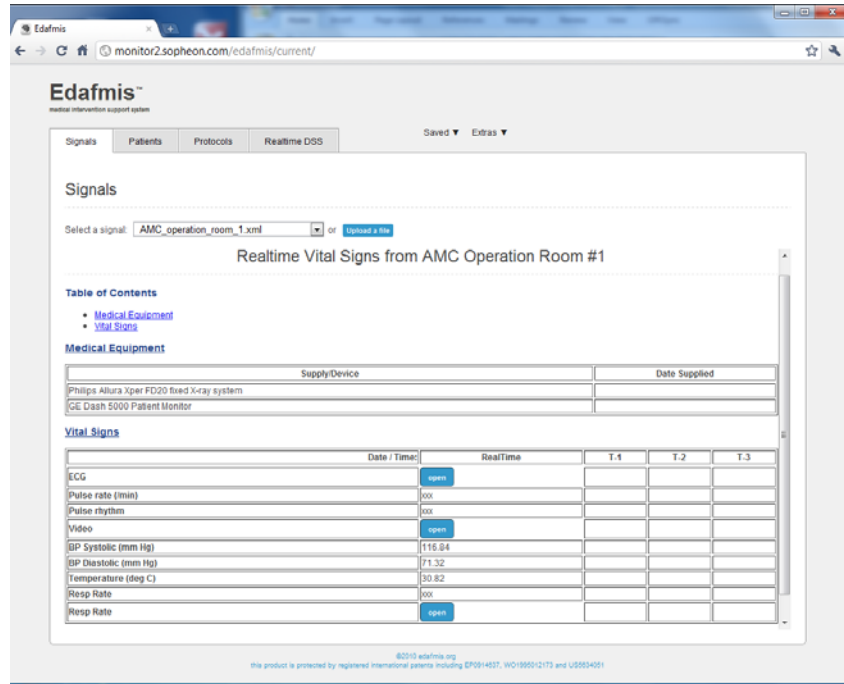 Edafmis
monitor2.sopheon.com/edafmis/current/
Edafmis™
medical intervention support system
Signals Patients Protocols Realtime DSS Saved ▼ Extras ▼
Signals
Select a signal: AMC_operation_room_1.xml or Upload a file
Realtime Vital Signs from AMC Operation Room #1
Table of Contents
• Medical Equipment
• Vital Signs
Medical Equipment
Supply/Device Date Supplied
Philips Allura Xper FD20 fixed X-ray system
GE Dash 5000 Patient Monitor
Vital Signs
Date / Time: RealTime T-1 T-2 T-3
ECG open
Pulse rate (/min) xxx
Pulse rhythm xxx
Video open
BP Systolic (mm Hg) 116.84
BP Diastolic (mm Hg) 71.32
Temperature (deg C) 30.82
Resp Rate xxx
Resp Rate open
©2010 edafmis.org
this product is protected by registered international patents including EP0914637, WO1995012173 and US5634051